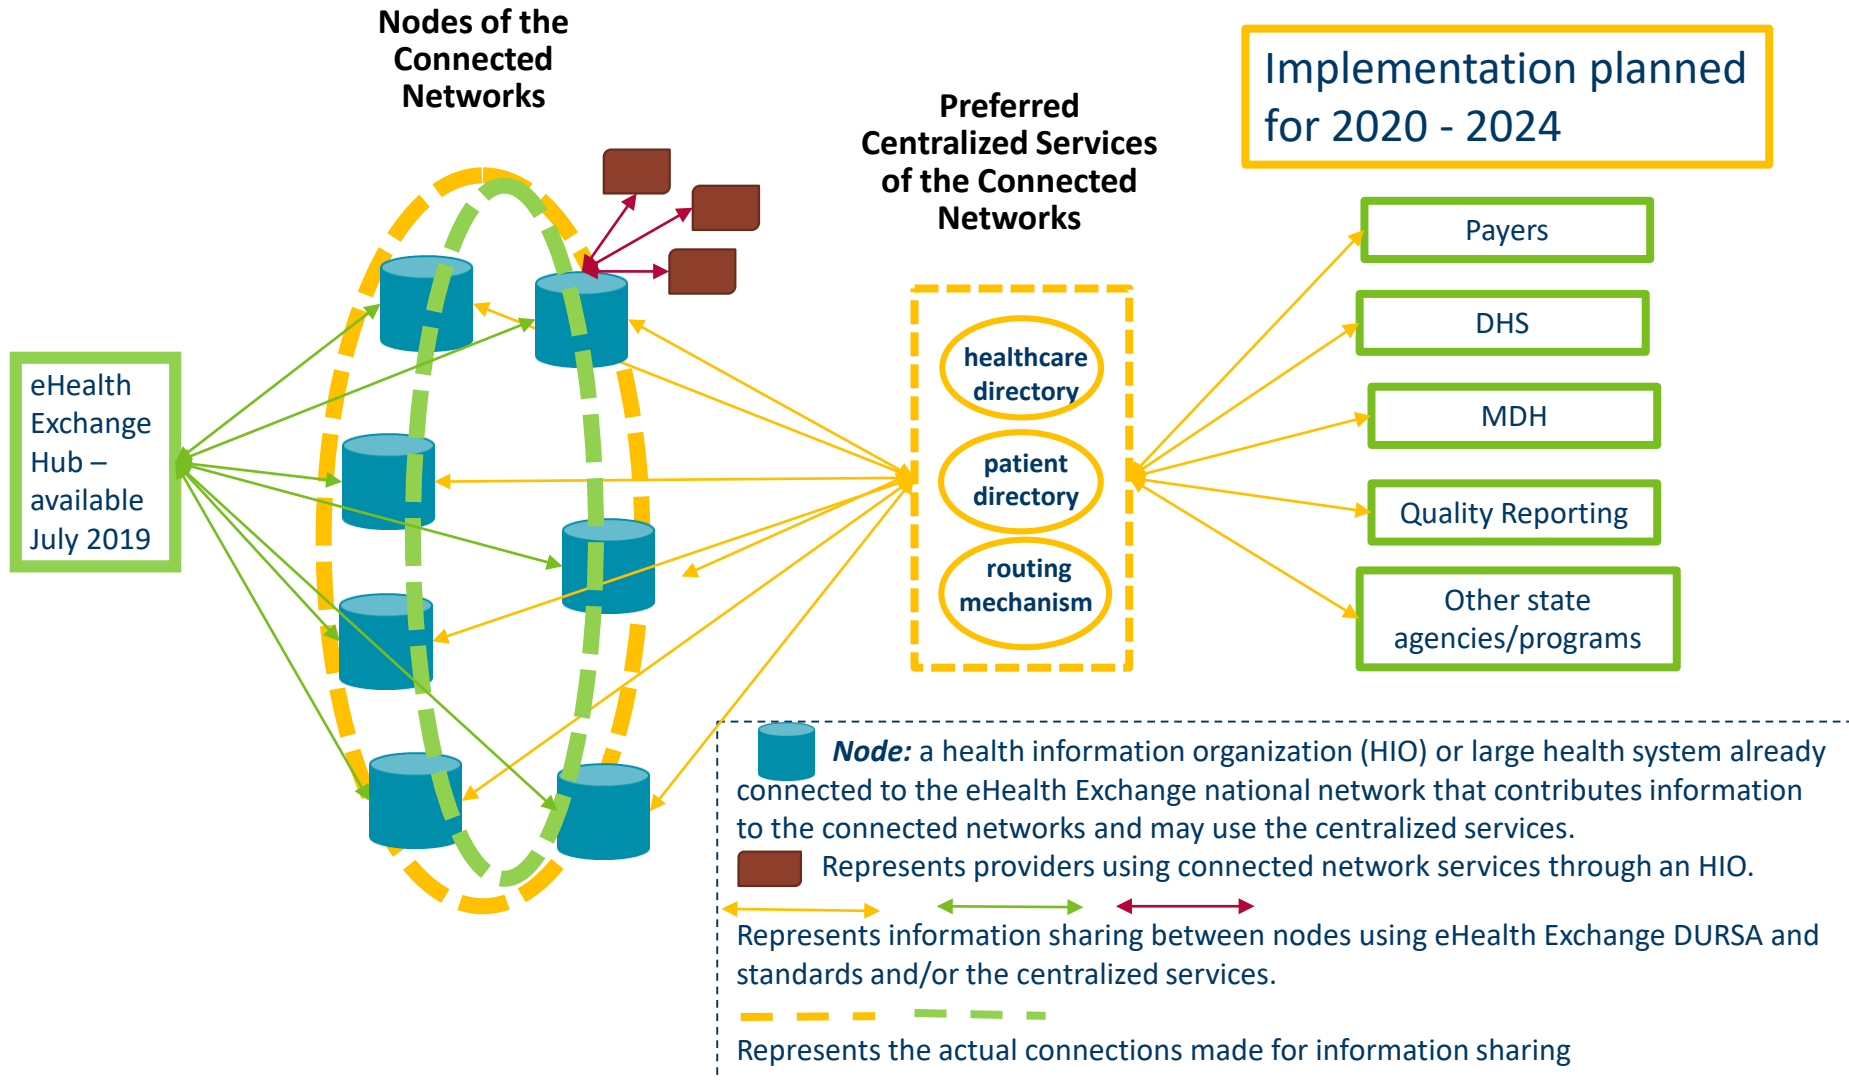 Nodes of the
Connected
Networks
Preferred
Centralized Services
of the Connected
Networks
Implementation planned
for 2020 - 2024
eHealth
Exchange
Hub –
available
July 2019
healthcare
directory
patient
directory
routing
mechanism
Payers
DHS
MDH
Quality Reporting
Other state
agencies/programs
Node: a health information organization (HIO) or large health system already
connected to the eHealth Exchange national network that contributes information
to the connected networks and may use the centralized services.
Represents providers using connected network services through an HIO.
Represents information sharing between nodes using eHealth Exchange DURSA and
standards and/or the centralized services.
Represents the actual connections made for information sharing